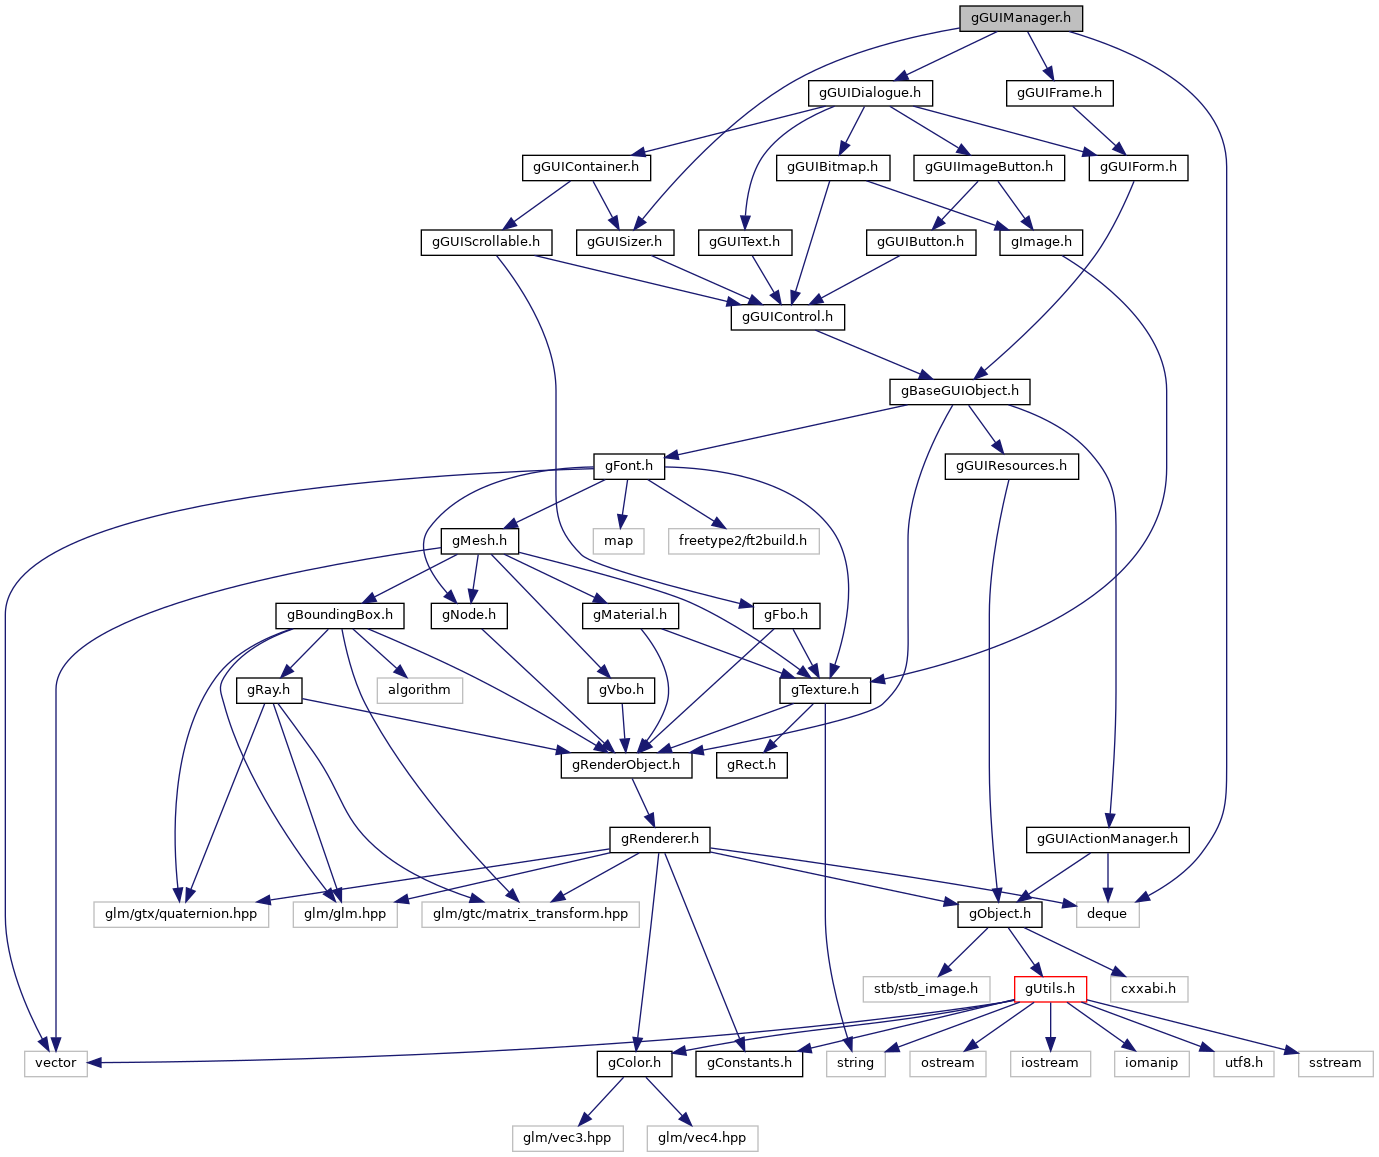 gGUIManager.h
gGUIDialogue.h
gGUIFrame.h
gGUIContainer.h
gGUIBitmap.h
gGUIImageButton.h
gGUIForm.h
gGUIScrollable.h
gGUISizer.h
gGUIText.h
gGUIButton.h
gImage.h
gGUIControl.h
gBaseGUIObject.h
gFont.h
gGUIResources.h
gMesh.h
map
freetype2/ft2build.h
gBoundingBox.h
gNode.h
gMaterial.h
gFbo.h
gRay.h
algorithm
gVbo.h
gTexture.h
gRenderObject.h
gRect.h
gRenderer.h
gGUIActionManager.h
glm/gtx/quaternion.hpp
glm/glm.hpp
glm/gtc/matrix_transform.hpp
gObject.h
deque
stb/stb_image.h
gUtils.h
cxxabi.h
vector
gColor.h
gConstants.h
string
ostream
iostream
iomanip
utf8.h
sstream
glm/vec3.hpp
glm/vec4.hpp